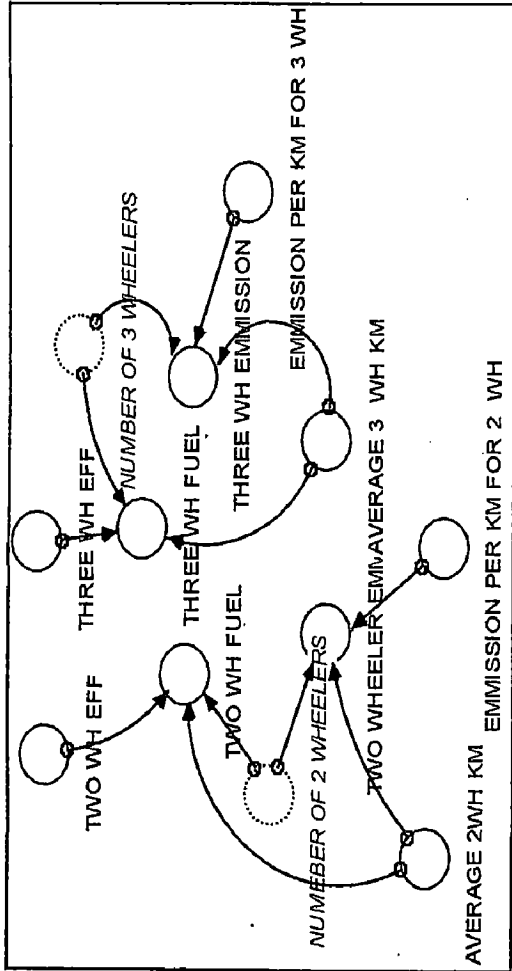 TWO WH EFF
THREE WH EFF
NUMBER OF 3 WHEELERS
TWO WH FUEL
THREE WH FUEL
THREE WH EMMISSION
EMMISSION PER KM FOR 3 WH
NUMEBER OF 2 WHEELERS
TWO WHEELER
AVERAGE 3 WH KM
AVERAGE 2WH KM
EMMISSION PER KM FOR 2 WH